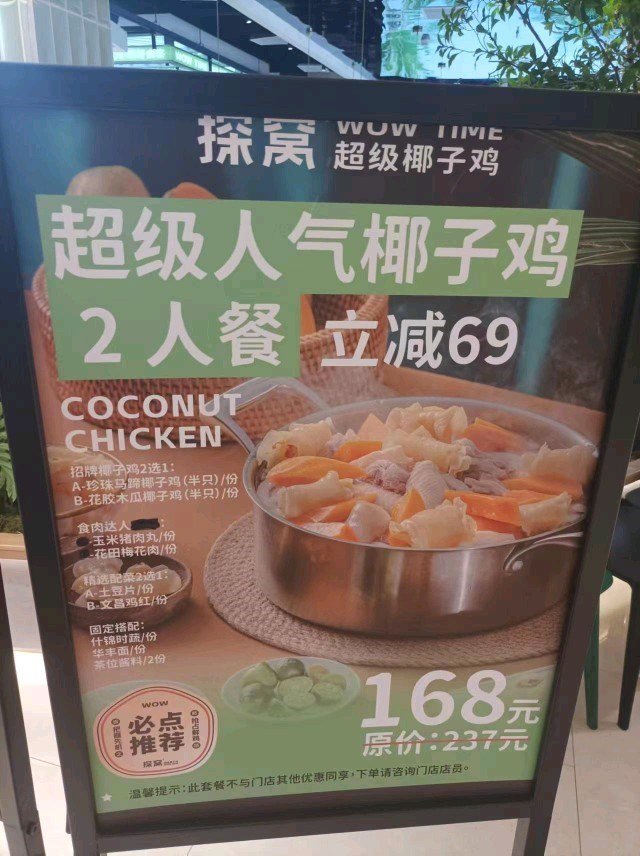 探窝 WOW TIME
超级椰子鸡
超级人气椰子鸡
2人餐 立减69
COCONUT
CHICKEN
招牌椰子鸡2选1:
A-珍珠马蹄椰子鸡(半只)/份
B-花胶木瓜椰子鸡(半只)/份
食肉达人
玉米猪肉丸/份
-花田梅花肉/份
精选配菜2选1:
A-土豆片/份
B-文昌鸡红/份
固定搭配:
什锦时蔬/份
华丰面/份
茶位酱料/2份
WOW
必点
推荐
探窝
168元
原价:237元
温馨提示:此套餐不与门店其他优惠同享,下单请咨询门店店员。